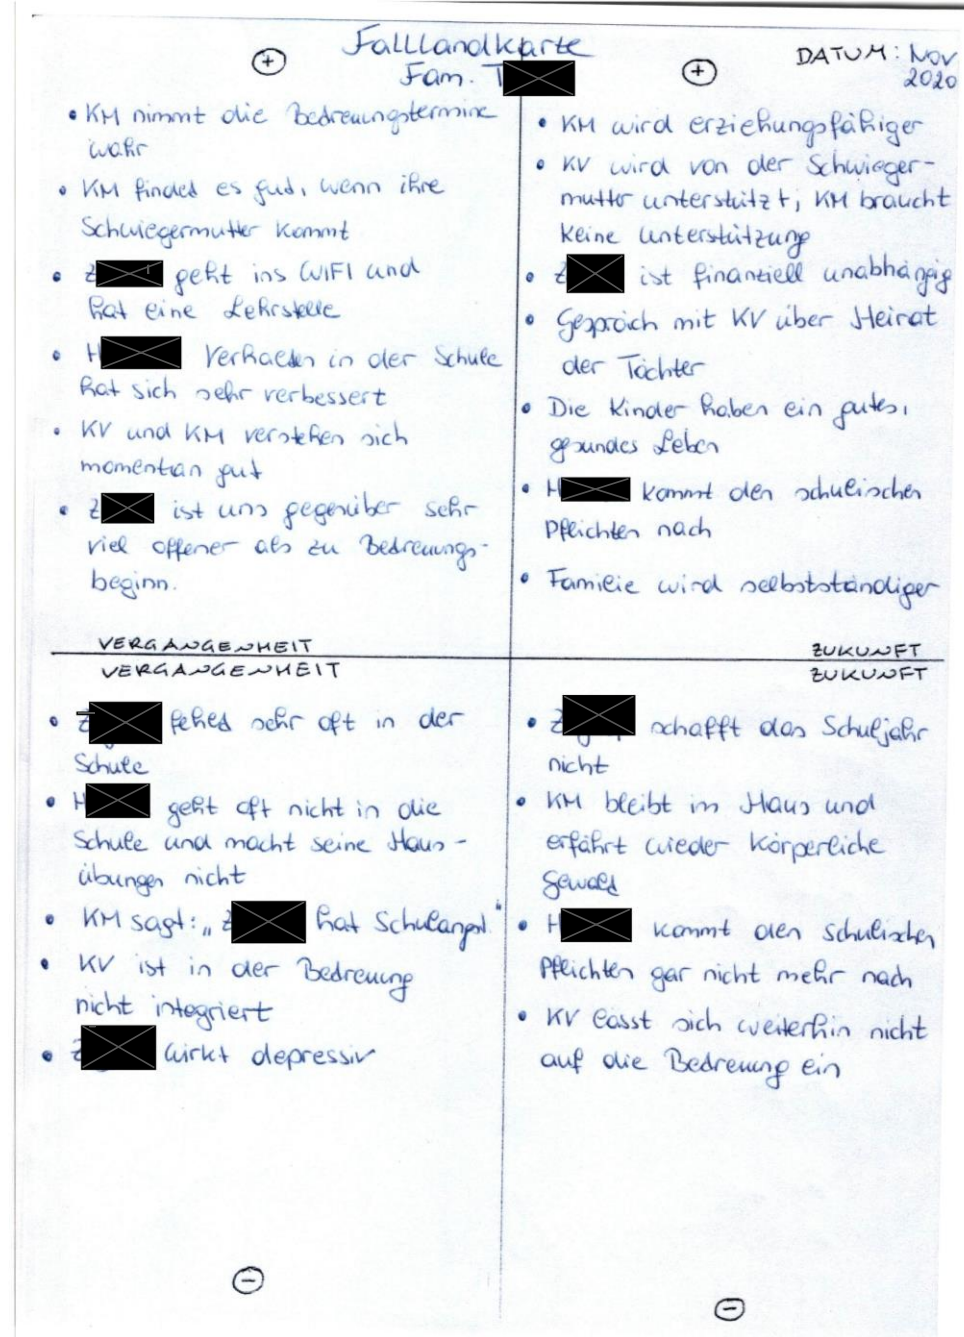 Falllandkarte
Fam. T
DATUM: Nov
2020
+
+
• KM nimmt die Betreuungstermine
wahr
• KM findet es gut, wenn ihre
Schwiegermutter kommt
• Z geht ins WIFI und
hat eine Lehrstelle
• H Verhalten in der Schule
hat sich sehr verbessert
• KV und KM verstehen sich
momentan gut
• Z ist uns gegenüber sehr
viel offener als zu Betreuungs-
beginn.
VERGANGENHEIT
• KM wird erziehungsfähiger
• KV wird von der Schwieger-
mutter unterstützt, KM braucht
keine Unterstützung
• Z ist finanziell unabhängig
• Gespräch mit KV über Heirat
der Töchter
• Die Kinder haben ein gutes,
gesundes Leben
• H kommt den schulischen
Pflichten nach
• Familie wird selbstständiger
ZUKUNFT
VERGANGENHEIT
• Z fehlt sehr oft in der
Schule
• H geht oft nicht in die
Schule und macht seine Haus-
übungen nicht
• KM sagt: „Z hat Schulangst."
• KV ist in der Betreuung
nicht integriert
• Z wirkt depressiv
−
ZUKUNFT
• Z schafft das Schuljahr
nicht
• KM bleibt im Haus und
erfährt wieder körperliche
Gewalt
• H kommt den schulischen
Pflichten gar nicht mehr nach
• KV lässt sich weiterhin nicht
auf die Betreuung ein
−